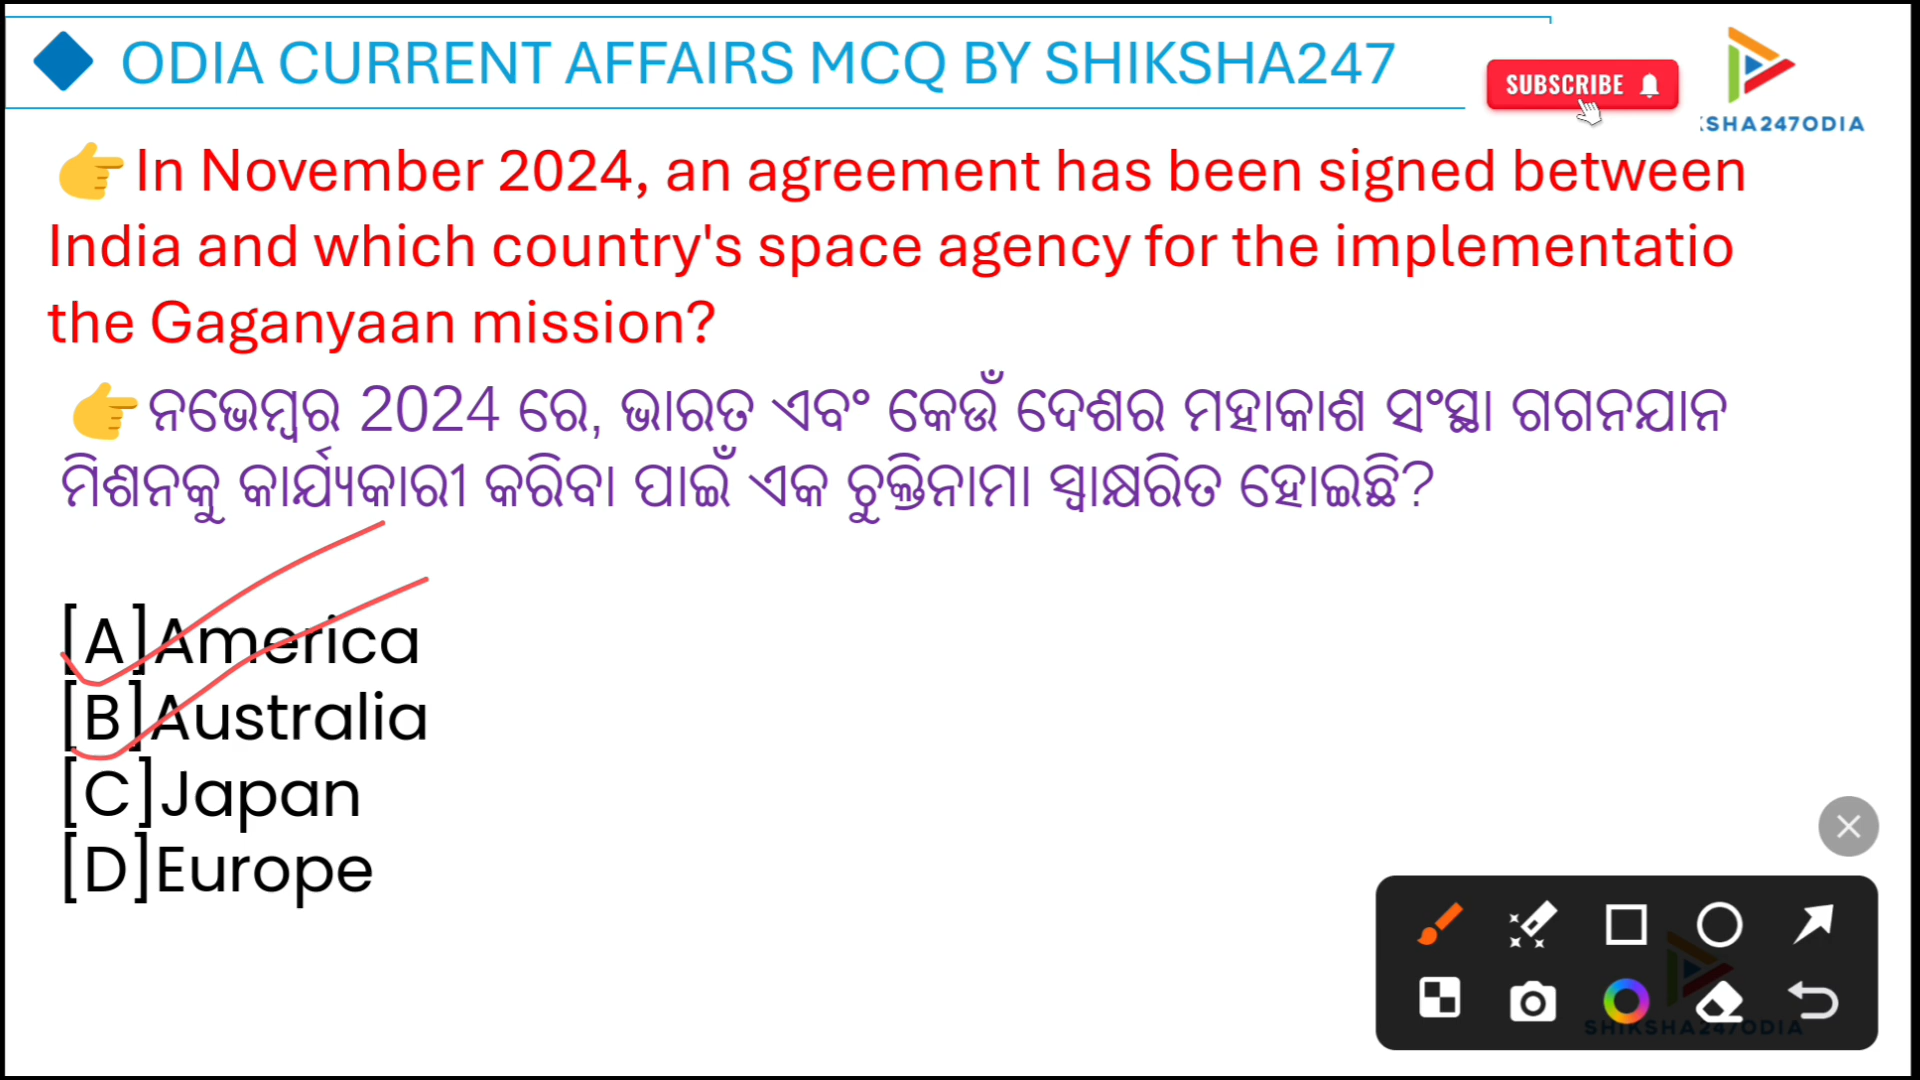 ODIA CURRENT AFFAIRS MCQ BY SHIKSHA247
SUBSCRIBE
KSHA247ODIA
In November 2024, an agreement has been signed between
India and which country's space agency for the implementatio
the Gaganyaan mission?
ନଭେମ୍ବର 2024 ରେ, ଭାରତ ଏବଂ କେଉଁ ଦେଶର ମହାକାଶ ସଂସ୍ଥା ଗଗନଯାନ
ମିଶନକୁ କାର୍ଯ୍ୟକାରୀ କରିବା ପାଇଁ ଏକ ଚୁକ୍ତିନାମା ସ୍ୱାକ୍ଷରିତ ହୋଇଛି?
[A]America
[B]Australia
[C]Japan
[D]Europe
SHIKSHA247ODIA